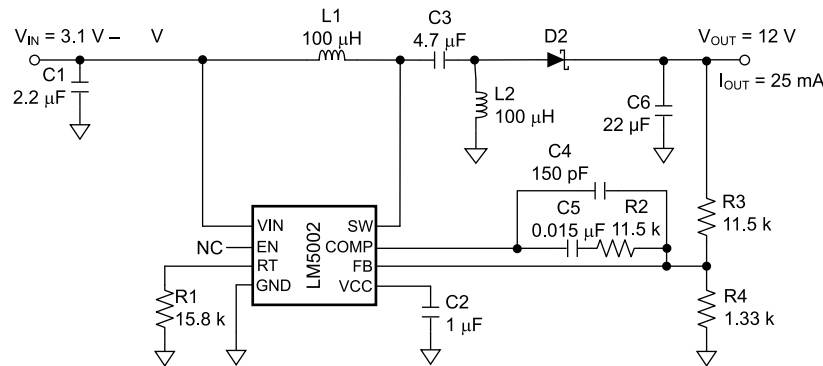 L1
100 μH
C3
4.7 μF
D2
VIN = 3.1 V – V
VOUT = 12 V
IOUT = 25 mA
C1
2.2 μF
L2
100 μH
C6
22 μF
C4
150 pF
C5
0.015 μF
R2
11.5 k
R3
11.5 k
VIN
EN
RT
GND
LM5002
SW
COMP
FB
VCC
NC
R1
15.8 k
C2
1 μF
R4
1.33 k